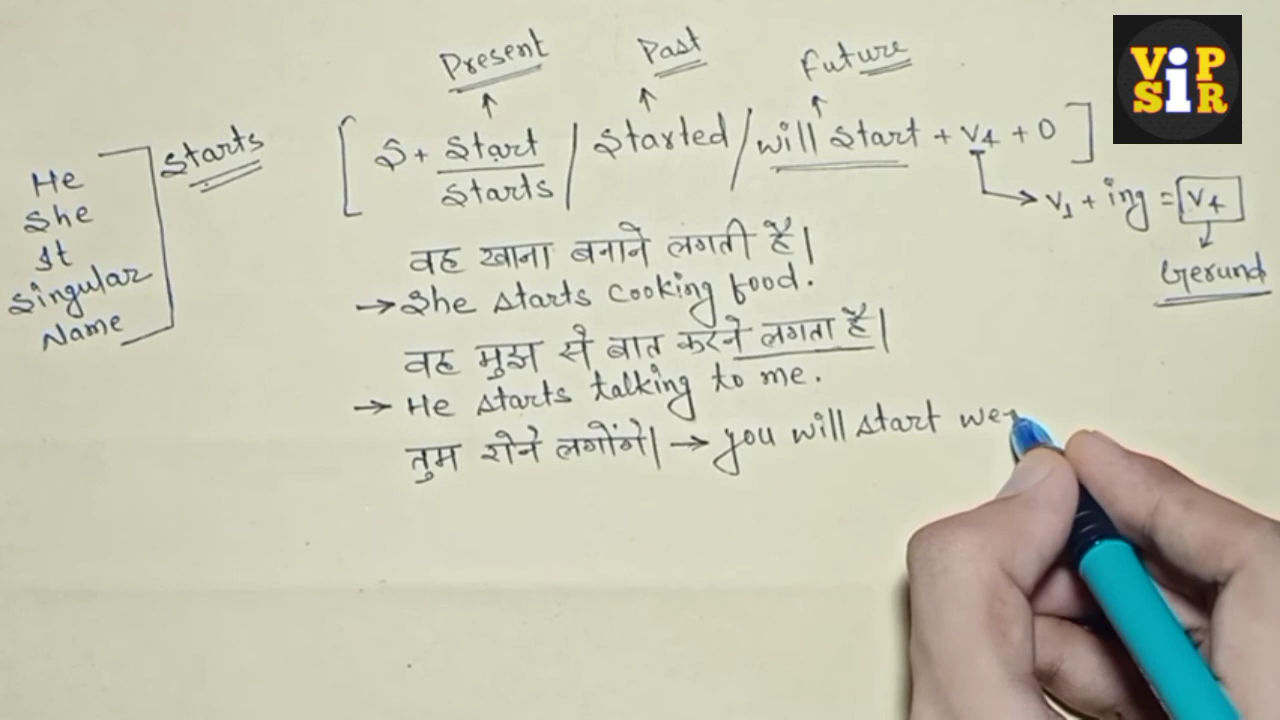 Present Past Future
ViP SiR
↑ ↑ ↑
[ S + Start / Started / will start + V4 + O ]
Starts
→ V1 + ing = V4
↓
Gerund
He
She
It
Singular
Name
Starts
वह खाना बनाने लगती है।
→ She starts cooking food.
वह मुझ से बात करने लगता है।
→ He starts talking to me.
तुम रोने लगोंगे। → you will start we